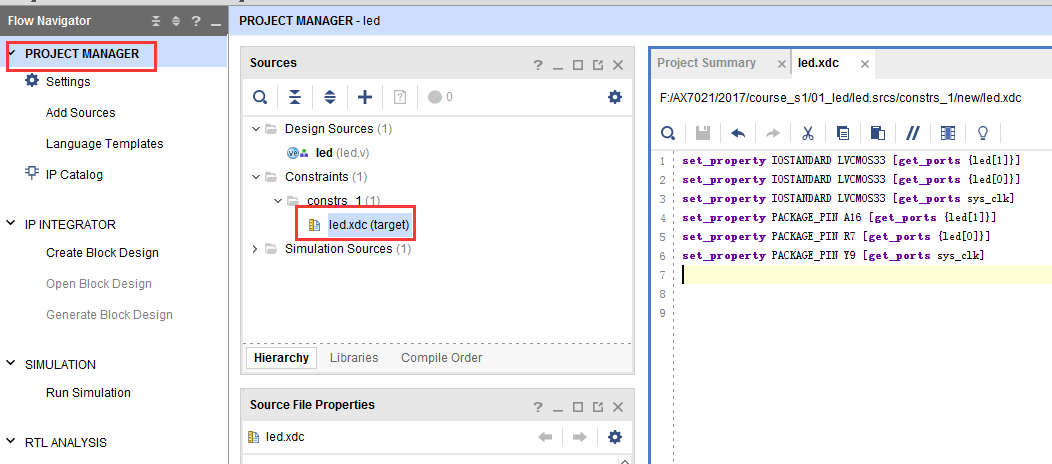 Flow Navigator
PROJECT MANAGER - led
PROJECT MANAGER
Settings
Add Sources
Language Templates
IP Catalog
IP INTEGRATOR
Create Block Design
Open Block Design
Generate Block Design
SIMULATION
Run Simulation
RTL ANALYSIS
Sources
0
Design Sources (1)
led (led.v)
Constraints (1)
constrs_1 (1)
led.xdc (target)
Simulation Sources (1)
Hierarchy Libraries Compile Order
Source File Properties
led.xdc
Project Summary led.xdc
F:/AX7021/2017/course_s1/01_led/led.srcs/constrs_1/new/led.xdc
1 set_property IOSTANDARD LVCMOS33 [get_ports {led[1]}]
2 set_property IOSTANDARD LVCMOS33 [get_ports {led[0]}]
3 set_property IOSTANDARD LVCMOS33 [get_ports sys_clk]
4 set_property PACKAGE_PIN A16 [get_ports {led[1]}]
5 set_property PACKAGE_PIN R7 [get_ports {led[0]}]
6 set_property PACKAGE_PIN Y9 [get_ports sys_clk]
7
8
9